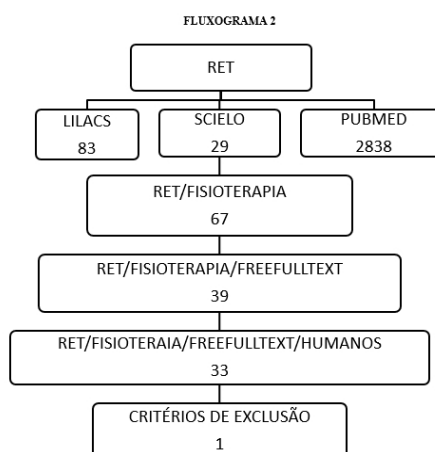 FLUXOGRAMA 2
RET
LILACS
83
SCIELO
29
PUBMED
2838
RET/FISIOTERAPIA
67
RET/FISIOTERAPIA/FREEFULLTEXT
39
RET/FISIOTERAIA/FREEFULLTEXT/HUMANOS
33
CRITÉRIOS DE EXCLUSÃO
1